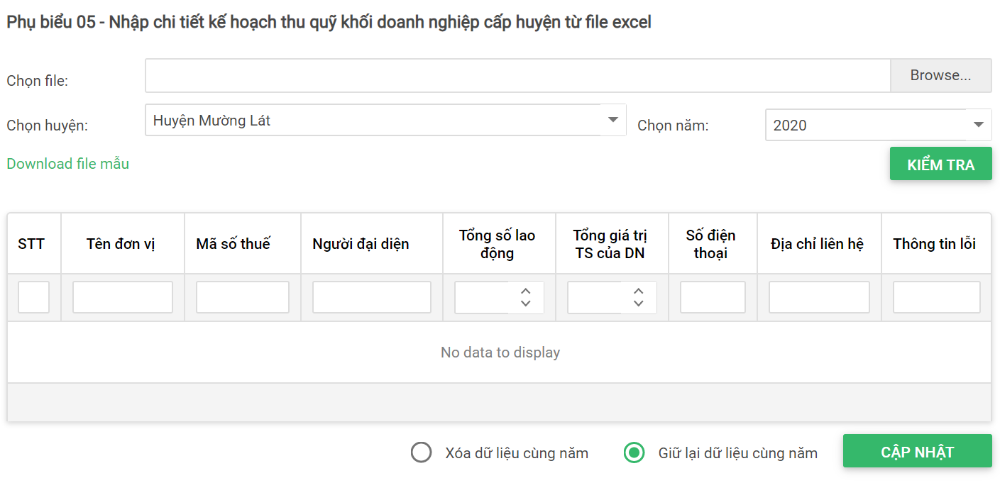 Phụ biểu 05 - Nhập chi tiết kế hoạch thu quỹ khối doanh nghiệp cấp huyện từ file excel
Chọn file:
Browse...
Chọn huyện:
Huyện Mường Lát
Chọn năm:
2020
Download file mẫu
KIỂM TRA
STT
Tên đơn vị
Mã số thuế
Người đại diện
Tổng số lao
động
Tổng giá trị
TS của DN
Số điện
thoại
Địa chỉ liên hệ
Thông tin lỗi
No data to display
Xóa dữ liệu cùng năm
Giữ lại dữ liệu cùng năm
CẬP NHẬT